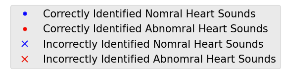 Correctly Identified Nomral Heart Sounds
Correctly Identified Abnomral Heart Sounds
Incorrectly Identified Nomral Heart Sounds
Incorrectly Identified Abnomral Heart Sounds